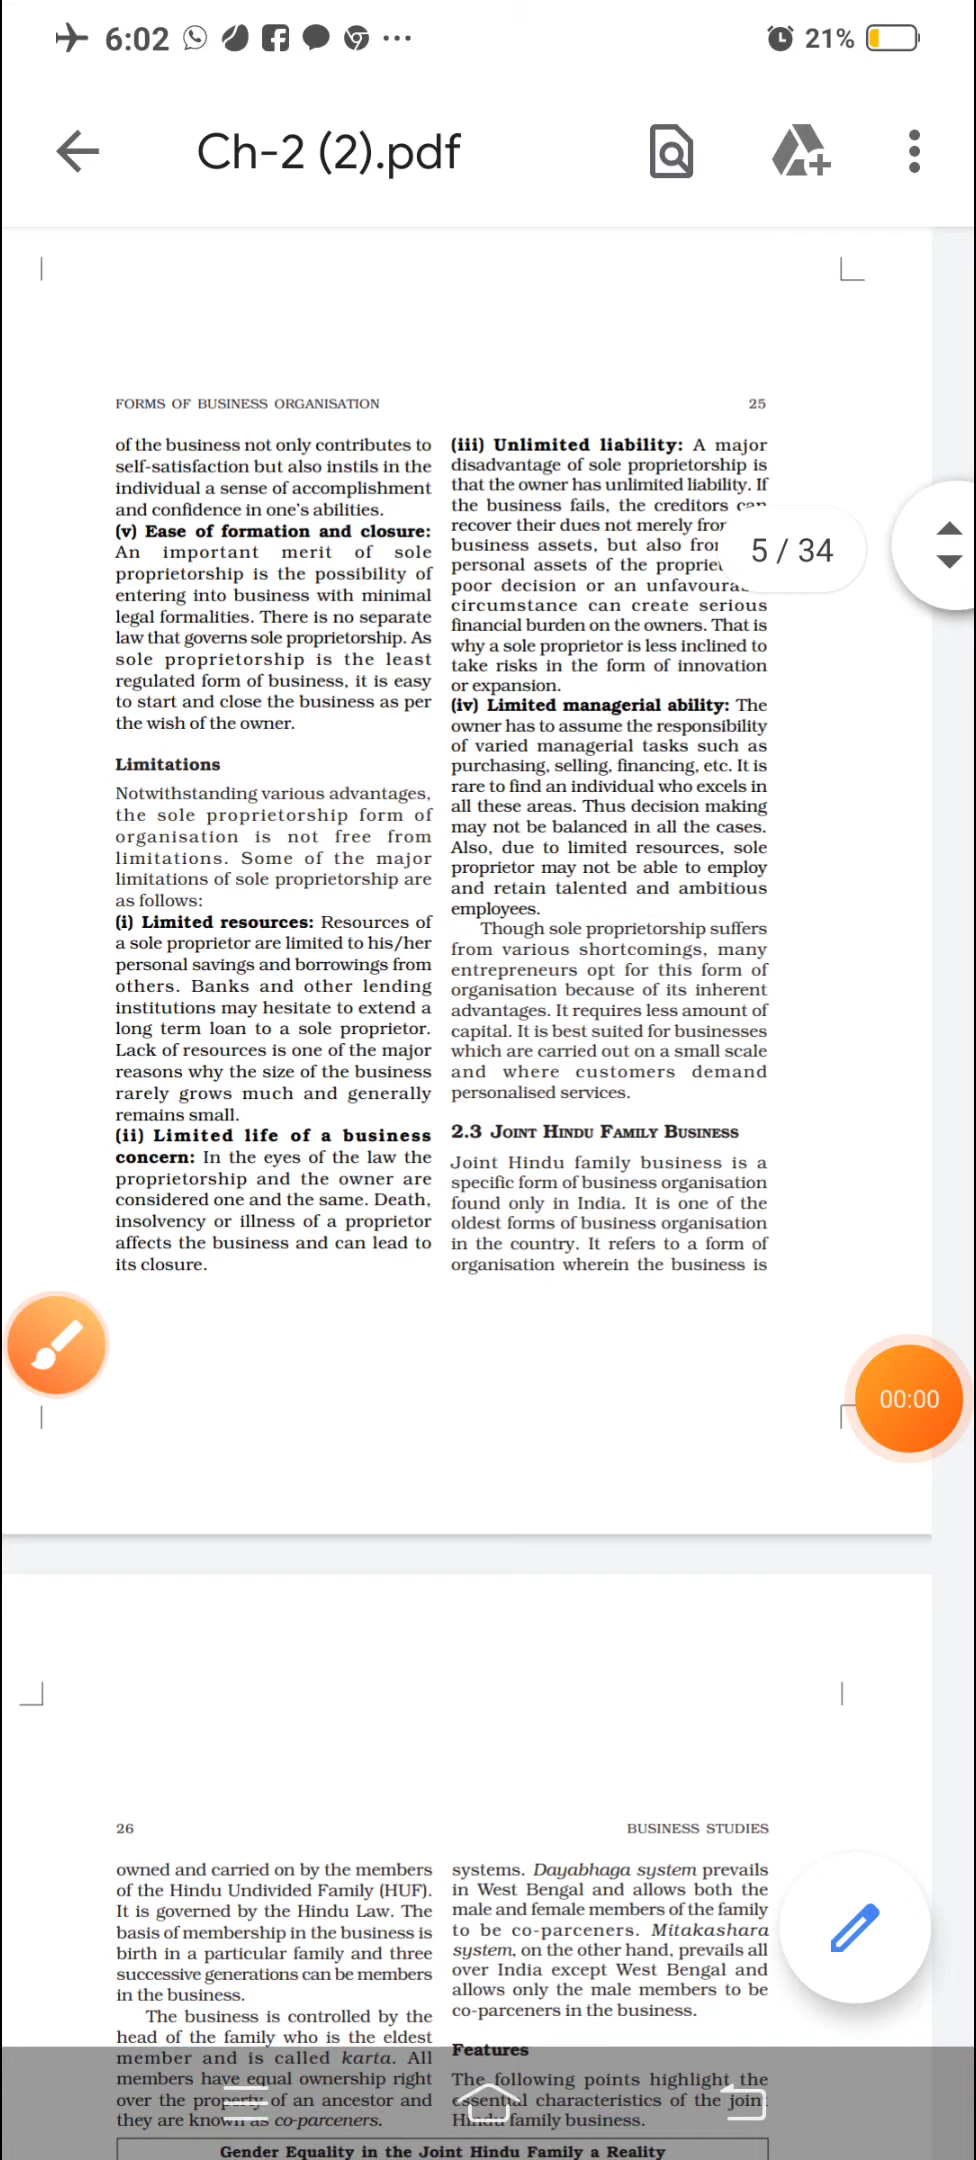 6:02
21%
Ch-2 (2).pdf
FORMS OF BUSINESS ORGANISATION
25
of the business not only contributes to
self-satisfaction but also instils in the
individual a sense of accomplishment
and confidence in one's abilities.
(v) Ease of formation and closure:
An important merit of sole
proprietorship is the possibility of
entering into business with minimal
legal formalities. There is no separate
law that governs sole proprietorship. As
sole proprietorship is the least
regulated form of business, it is easy
to start and close the business as per
the wish of the owner.
Limitations
Notwithstanding various advantages,
the sole proprietorship form of
organisation is not free from
limitations. Some of the major
limitations of sole proprietorship are
as follows:
(i) Limited resources: Resources of
a sole proprietor are limited to his/her
personal savings and borrowings from
others. Banks and other lending
institutions may hesitate to extend a
long term loan to a sole proprietor.
Lack of resources is one of the major
reasons why the size of the business
rarely grows much and generally
remains small.
(ii) Limited life of a business
concern: In the eyes of the law the
proprietorship and the owner are
considered one and the same. Death,
insolvency or illness of a proprietor
affects the business and can lead to
its closure.
(iii) Unlimited liability: A major
disadvantage of sole proprietorship is
that the owner has unlimited liability. If
the business fails, the creditors can
recover their dues not merely from
business assets, but also from
personal assets of the
poor decision or an
circumstance can create serious
financial burden on the owners. That is
why a sole proprietor is less inclined to
take risks in the form of innovation
or expansion.
(iv) Limited managerial ability: The
owner has to assume the responsibility
of varied managerial tasks such as
purchasing, selling, financing, etc. It is
rare to find an individual who excels in
all these areas. Thus decision making
may not be balanced in all the cases.
Also, due to limited resources, sole
proprietor may not be able to employ
and retain talented and ambitious
employees.
Though sole proprietorship suffers
from various shortcomings, many
entrepreneurs opt for this form of
organisation because of its inherent
advantages. It requires less amount of
capital. It is best suited for businesses
which are carried out on a small scale
and where customers demand
personalised services.
2.3 JOINT HINDU FAMILY BUSINESS
Joint Hindu family business is a
specific form of business organisation
found only in India. It is one of the
oldest forms of business organisation
in the country. It refers to a form of
organisation wherein the business is
5 / 34
00:00
26
BUSINESS STUDIES
owned and carried on by the members
of the Hindu Undivided Family (HUF).
It is governed by the Hindu Law. The
basis of membership in the business is
birth in a particular family and three
successive generations can be members
in the business.
The business is controlled by the
head of the family who is the eldest
member and is called karta. All
members have equal ownership right
over the property of an ancestor and
they are known as co-parceners.
systems. Dayabhaga system prevails
in West Bengal and allows both the
male and female members of the family
to be co-parceners. Mitakashara
system, on the other hand, prevails all
over India except West Bengal and
allows only the male members to be
co-parceners in the business.
Features
The following points highlight the
essential characteristics of the joint
Hindu family business.
Gender Equality in the Joint Hindu Family a Reality